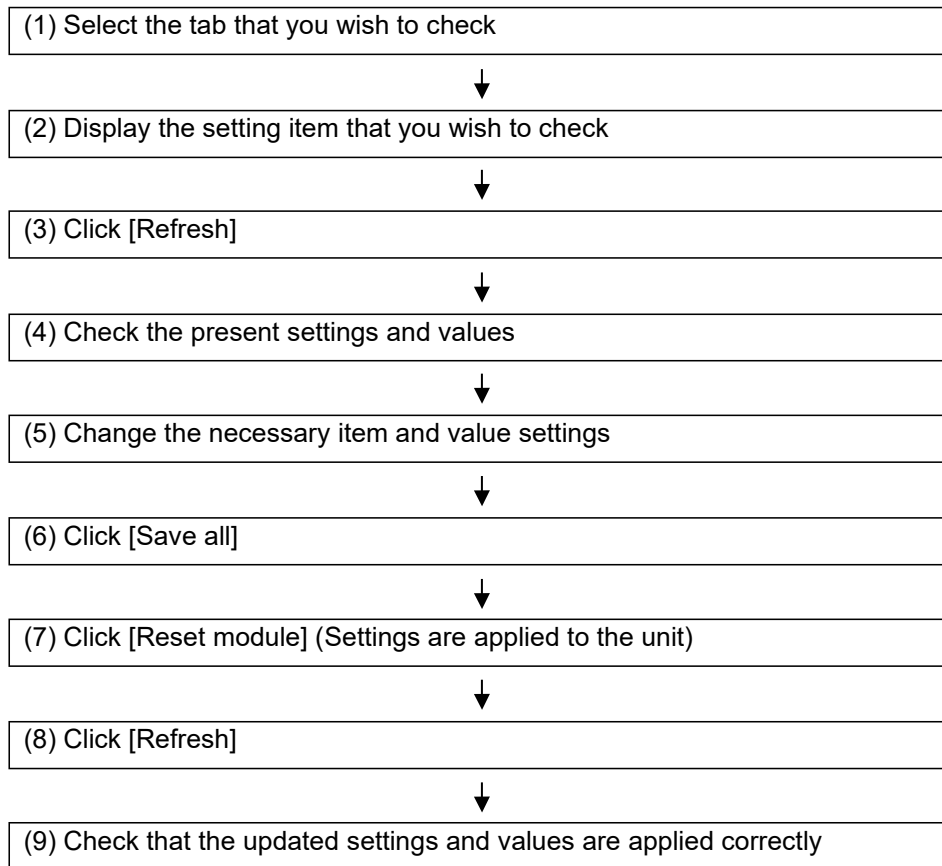 (1) Select the tab that you wish to check
(2) Display the setting item that you wish to check
(3) Click [Refresh]
(4) Check the present settings and values
(5) Change the necessary item and value settings
(6) Click [Save all]
(7) Click [Reset module] (Settings are applied to the unit)
(8) Click [Refresh]
(9) Check that the updated settings and values are applied correctly